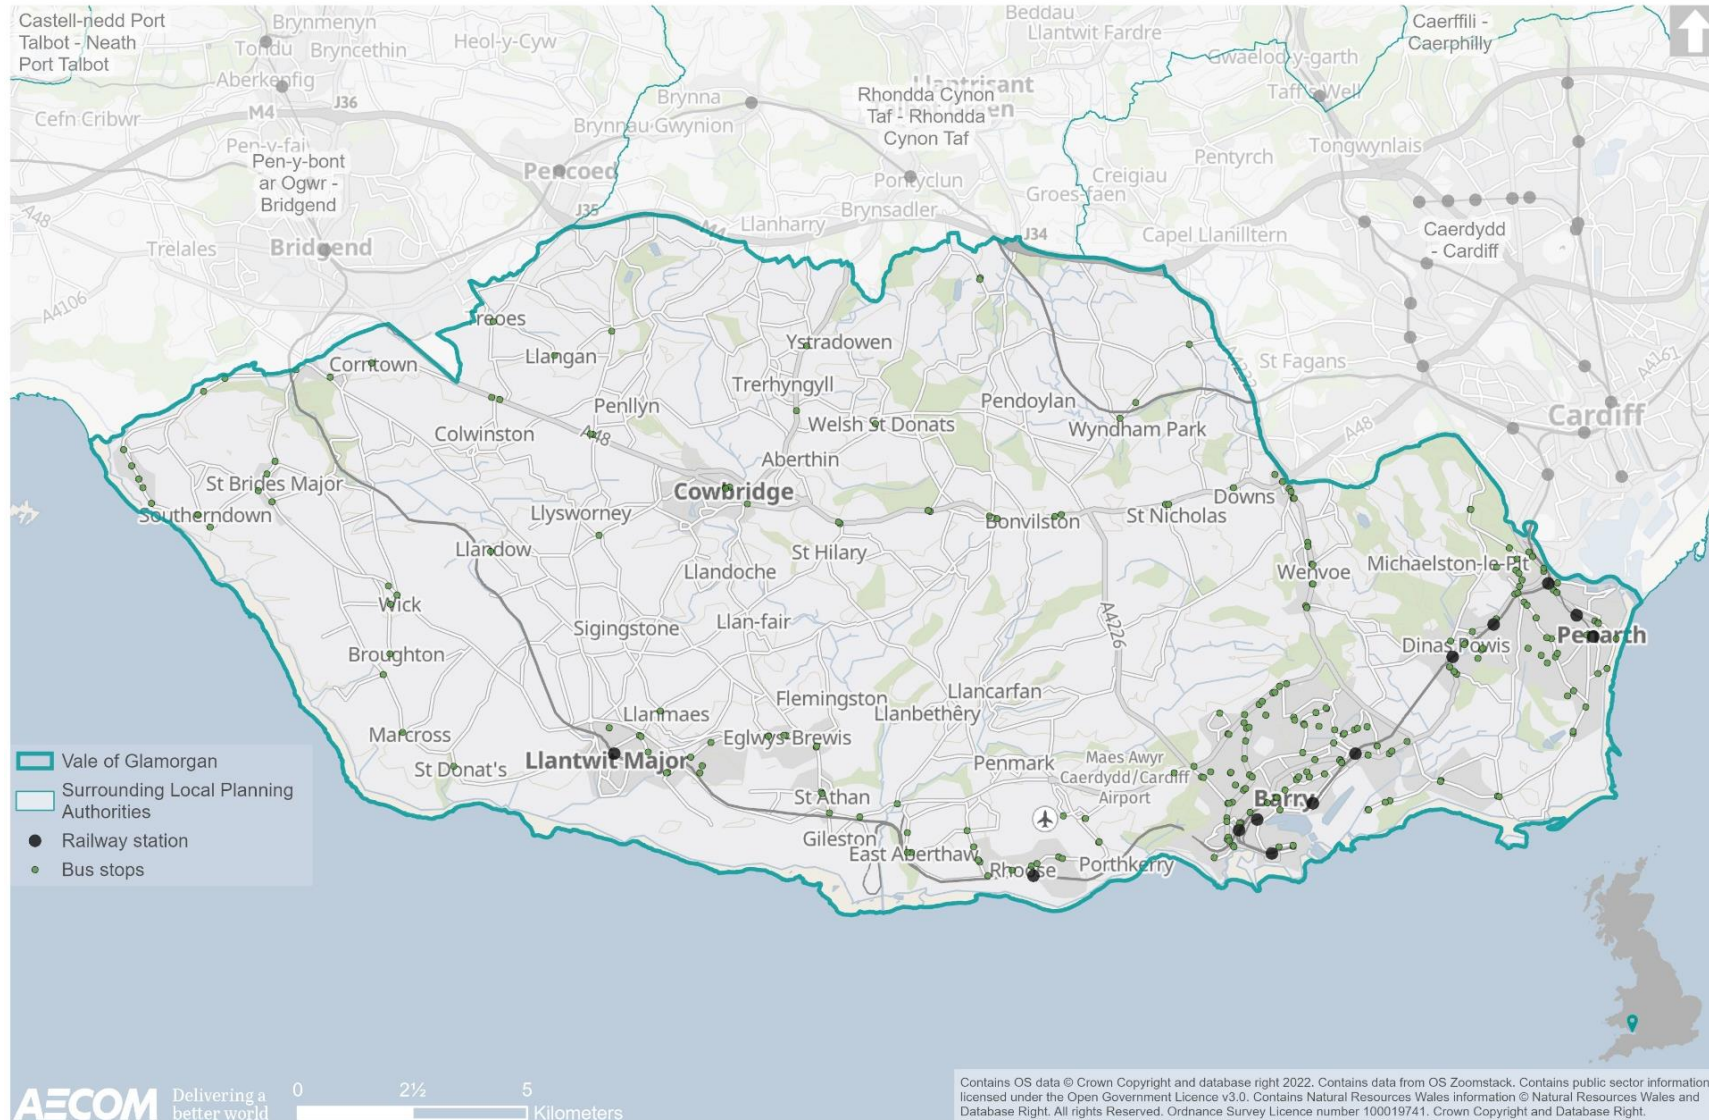 Castell-nedd Port
Talbot - Neath
Port Talbot
Brynmenyn
Tondu
Bryncethin
Heol-y-Cyw
Beddau
Llantwit Fardre
Caerffili -
Caerphilly
Gwaelod-y-garth
Aberkenfig
J36
M4
Brynna
Llantrisant
Rhondda Cynon
Taf - Rhondda
Cynon Taf
Taff's Well
Cefn Cribwr
Brynnau Gwynion
Tongwynlais
Pen-y-fai
Pen-y-bont
ar Ogwr -
Bridgend
Pencoed
Pontyclun
Pentyrch
Creigiau
Groes-faen
A48
J35
Brynsadler
Llanharry
M4
J34
Capel Llanilltern
Caerdydd
- Cardiff
Trelales
Bridgend
A4106
Treoes
Ystradowen
St Fagans
A4232
A4161
Corntown
Llangan
Trerhyngyll
Penllyn
Pendoylan
Cardiff
Colwinston
A48
Welsh St Donats
Wyndham Park
A48
Aberthin
St Brides Major
Cowbridge
Downs
Southerndown
Llysworney
Bonvilston
St Nicholas
Llandow
St Hilary
Llandoche
Wenvoe
Michaelston-le-Pit
Wick
Llan-fair
Sigingstone
A4226
Penarth
Dinas Powis
Broughton
Flemingston
Llancarfan
Llanmaes
Llanbethêry
Marcross
Eglwys-Brewis
St Donat's
Llantwit Major
Penmark
Maes Awyr
Caerdydd/Cardiff
Airport
St Athan
Barry
Gileston
East Aberthaw
Rhoose
Porthkerry
Vale of Glamorgan
Surrounding Local Planning
Authorities
Railway station
Bus stops
AECOM
Delivering a
better world
0 2½ 5
Kilometers
Contains OS data © Crown Copyright and database right 2022. Contains data from OS Zoomstack. Contains public sector information
licensed under the Open Government Licence v3.0. Contains Natural Resources Wales information © Natural Resources Wales and
Database Right. All rights Reserved. Ordnance Survey Licence number 100019741. Crown Copyright and Database Right.